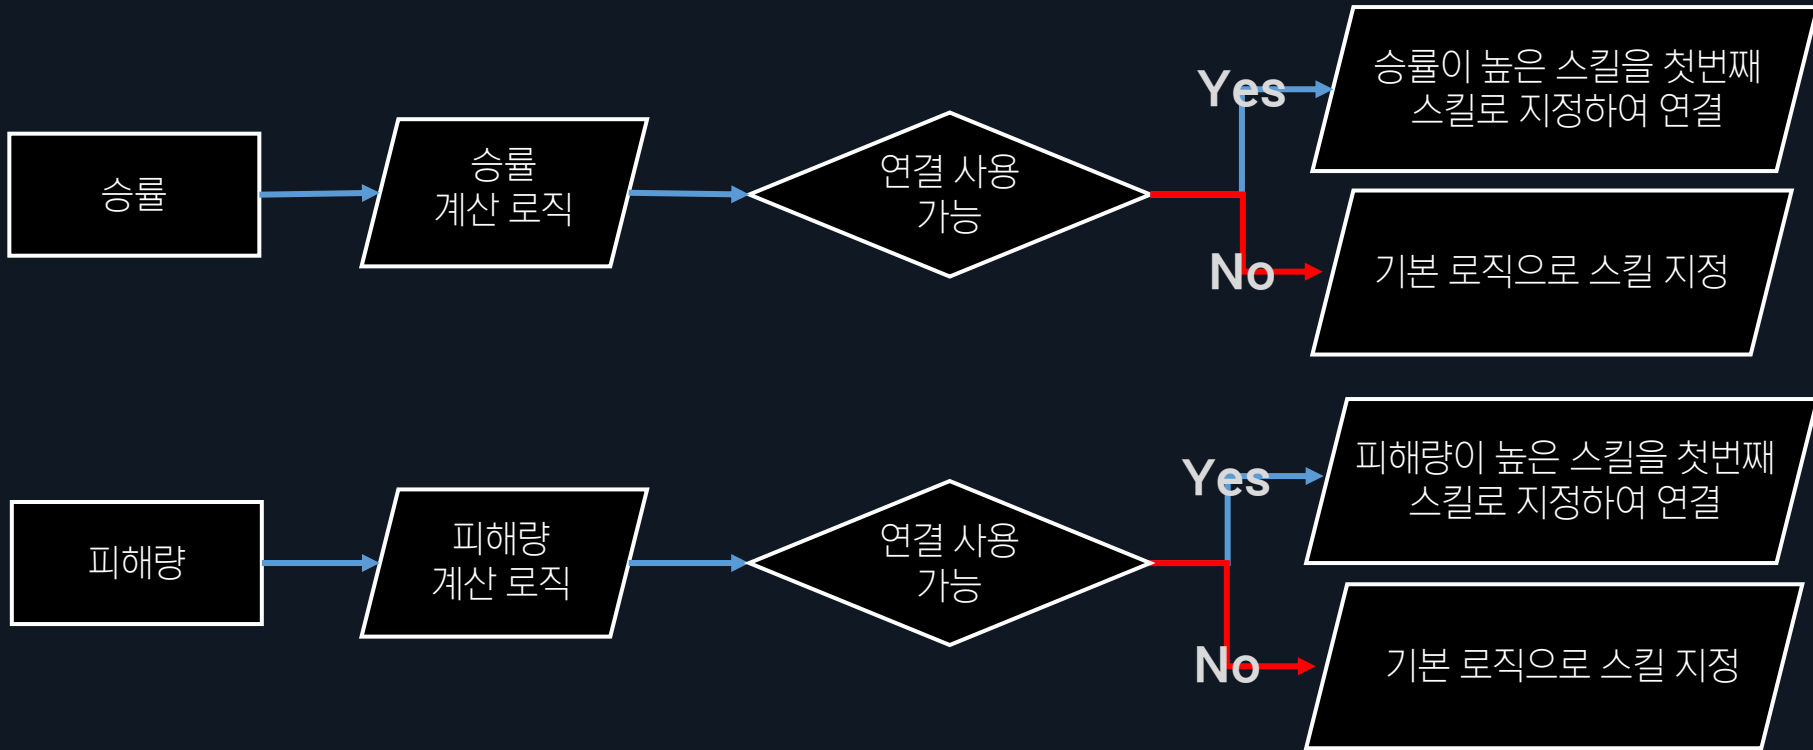 승률
승률
계산 로직
연결 사용
가능
Yes
승률이 높은 스킬을 첫번째
스킬로 지정하여 연결
No
기본 로직으로 스킬 지정
피해량
피해량
계산 로직
연결 사용
가능
Yes
피해량이 높은 스킬을 첫번째
스킬로 지정하여 연결
No
기본 로직으로 스킬 지정